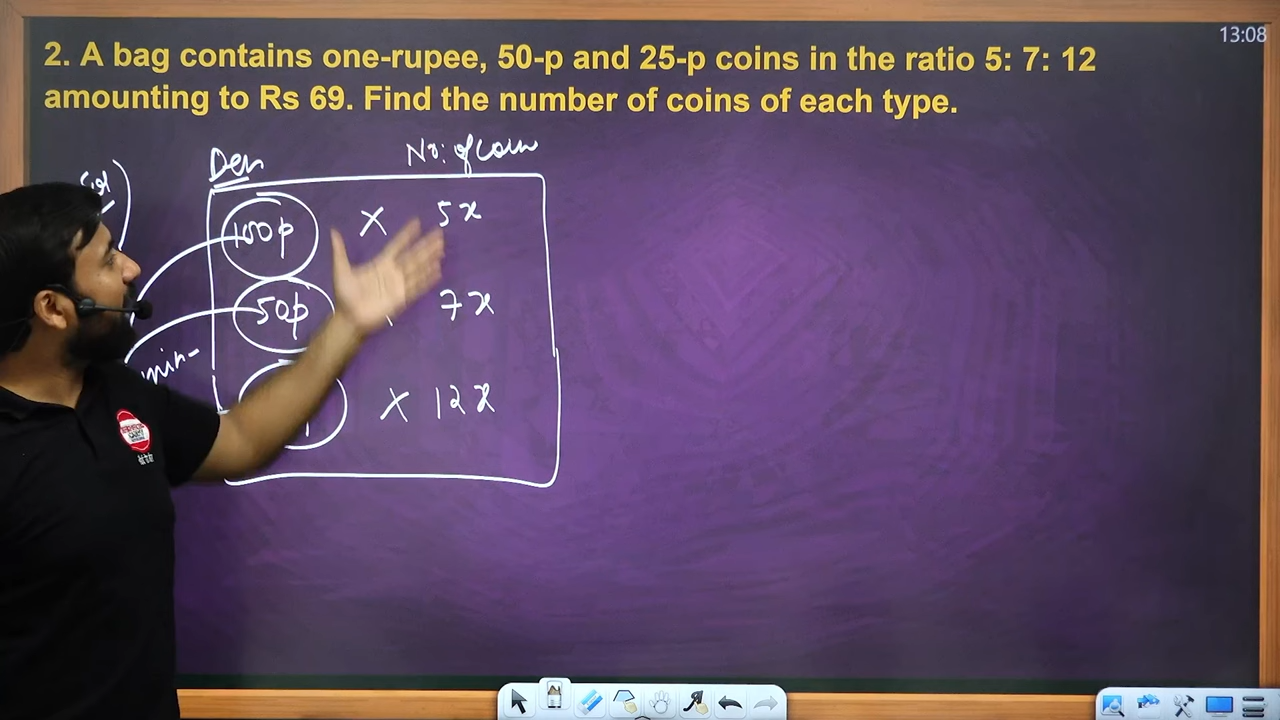 13:08
2. A bag contains one-rupee, 50-p and 25-p coins in the ratio 5: 7: 12
amounting to Rs 69. Find the number of coins of each type.
Den No: of coin
100p × 5x
50p 7x
min-
× 12x